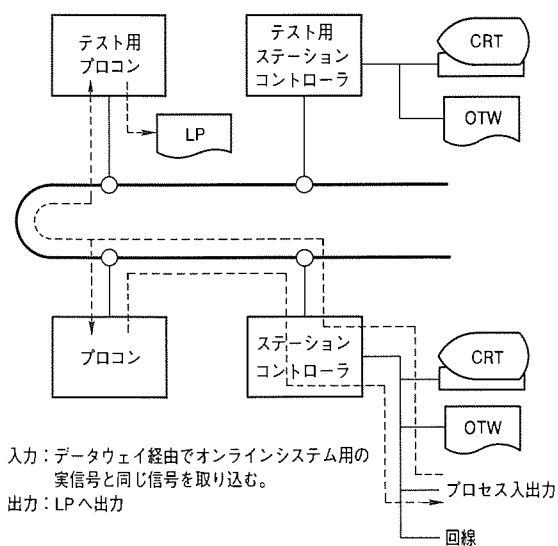 テスト用
プロコン
テスト用
ステーション
コントローラ
CRT
OTW
LP
プロコン
ステーション
コントローラ
CRT
OTW
プロセス入出力
回線
入力：データウェイ経由でオンラインシステム用の
実信号と同じ信号を取り込む。
出力：LPへ出力